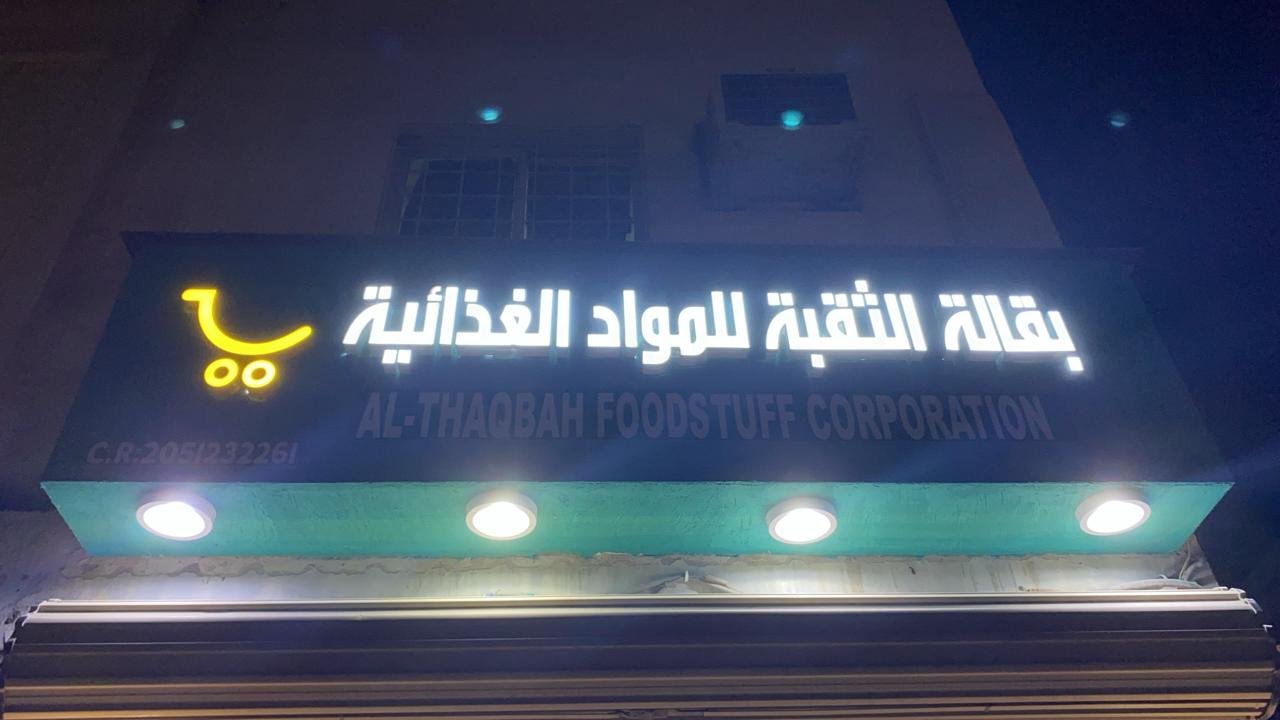 بقالة الثقبة للمواد الغذائية
AL-THAQBAH FOODSTUFF CORPORATION
C.R:2051232261